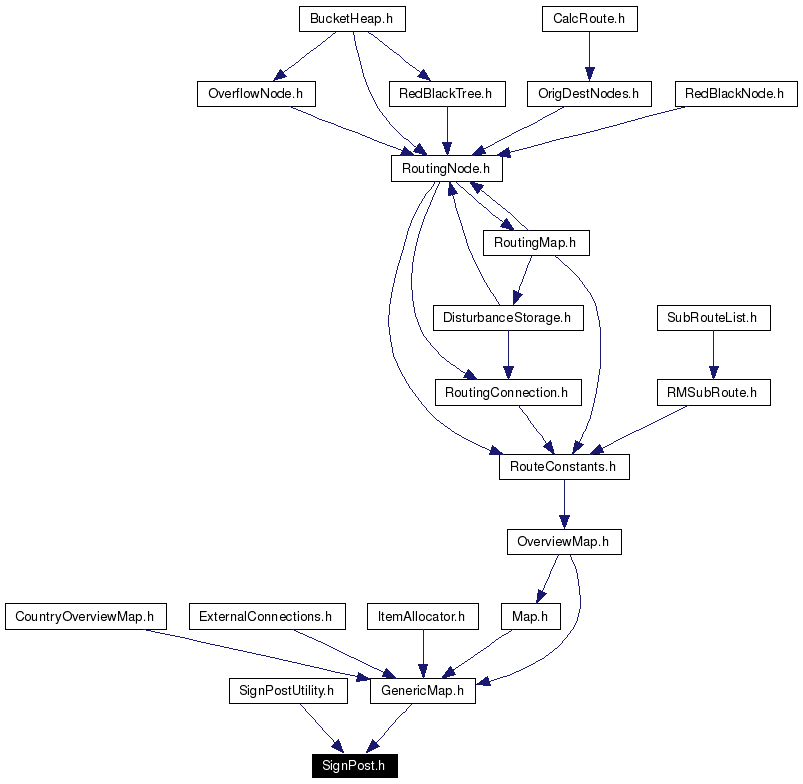 BucketHeap.h
CalcRoute.h
OverflowNode.h
RedBlackTree.h
OrigDestNodes.h
RedBlackNode.h
RoutingNode.h
RoutingMap.h
DisturbanceStorage.h
SubRouteList.h
RoutingConnection.h
RMSubRoute.h
RouteConstants.h
OverviewMap.h
CountryOverviewMap.h
ExternalConnections.h
ItemAllocator.h
Map.h
SignPostUtility.h
GenericMap.h
SignPost.h